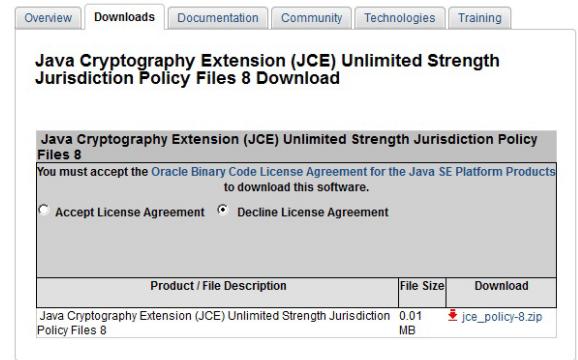 Overview Downloads Documentation Community Technologies Training
Java Cryptography Extension (JCE) Unlimited Strength
Jurisdiction Policy Files 8 Download
Java Cryptography Extension (JCE) Unlimited Strength Jurisdiction Policy
Files 8
You must accept the Oracle Binary Code License Agreement for the Java SE Platform Products
to download this software.
Accept License Agreement Decline License Agreement
Product / File Description File Size Download
Java Cryptography Extension (JCE) Unlimited Strength Jurisdiction 0.01 jce_policy-8.zip
Policy Files 8 MB